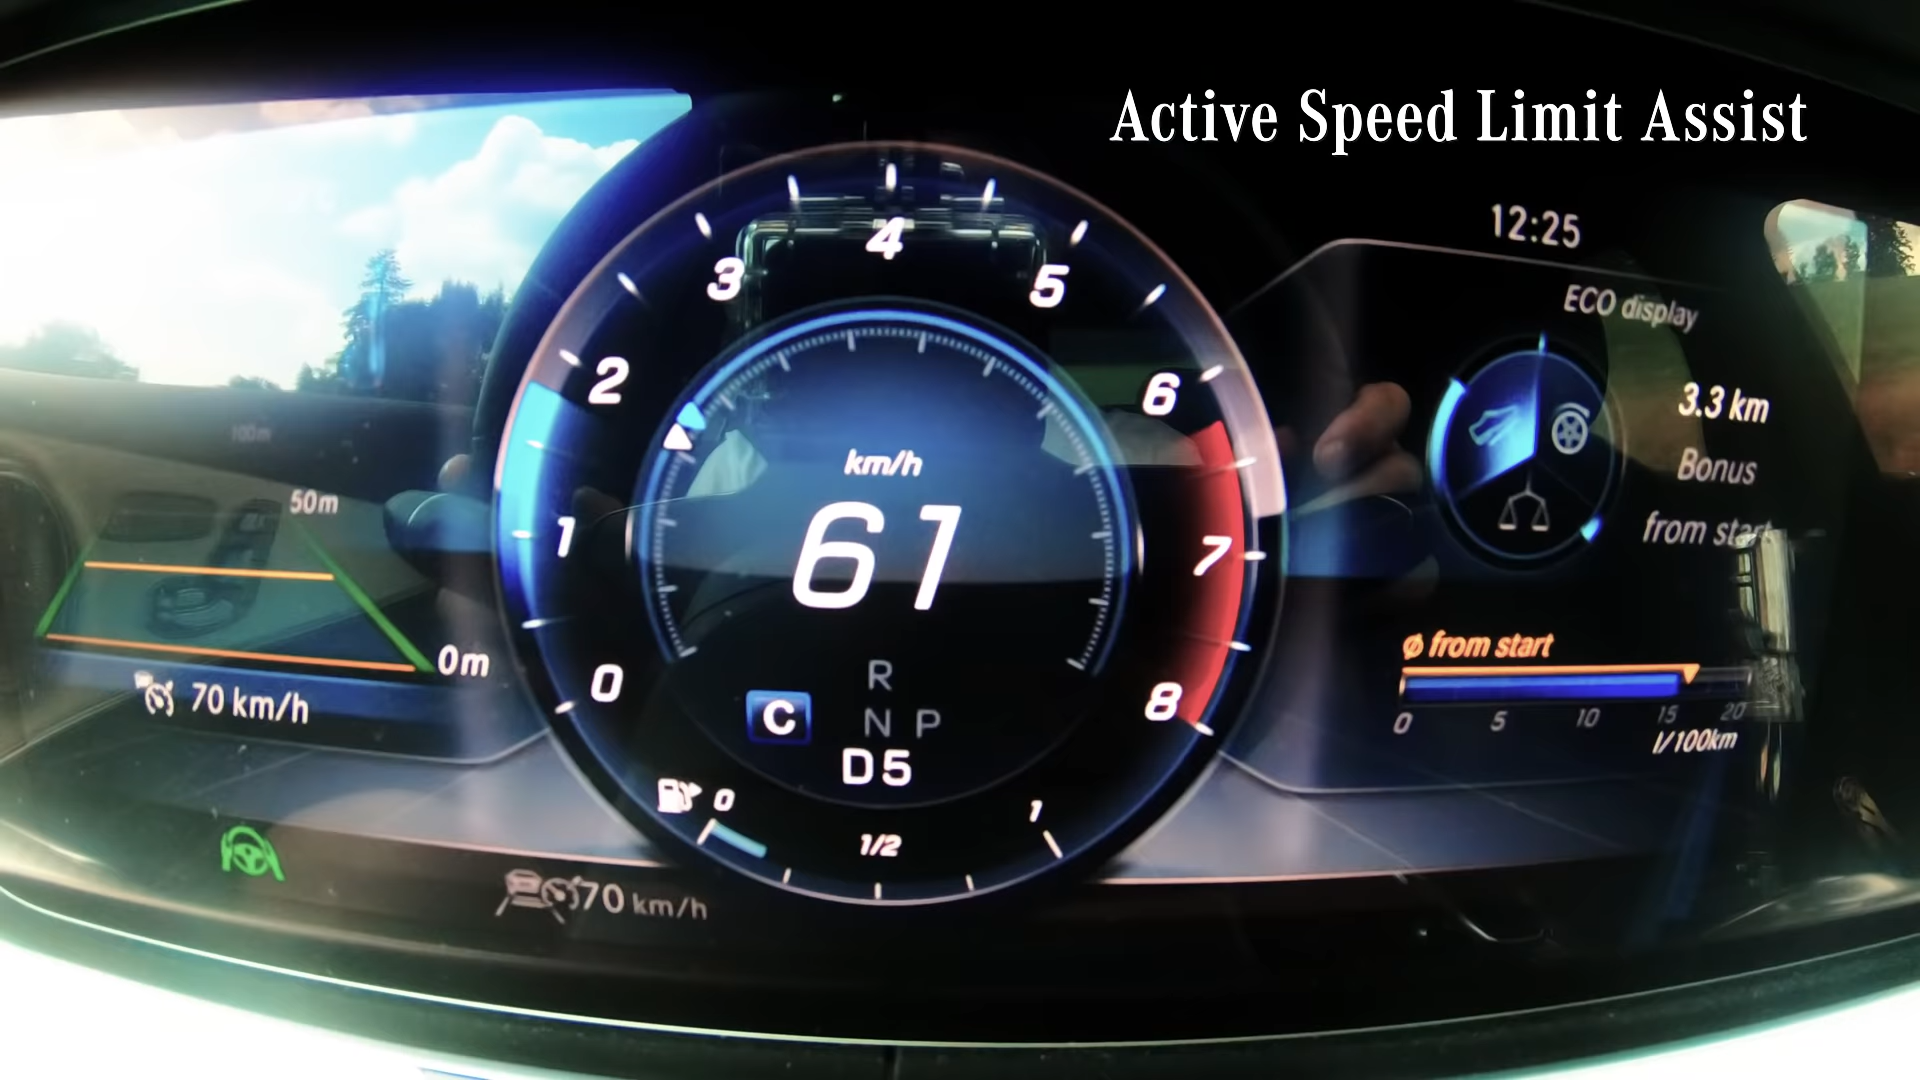 Active Speed Limit Assist
12:25
ECO display
3.3 km
Bonus
from start
ø from start
0 5 10 15 20
l/100km
100m
50m
0m
70 km/h
0 1 2 3 4 5 6 7 8
km/h
61
R
C N P
D5
0 1/2 1
70 km/h